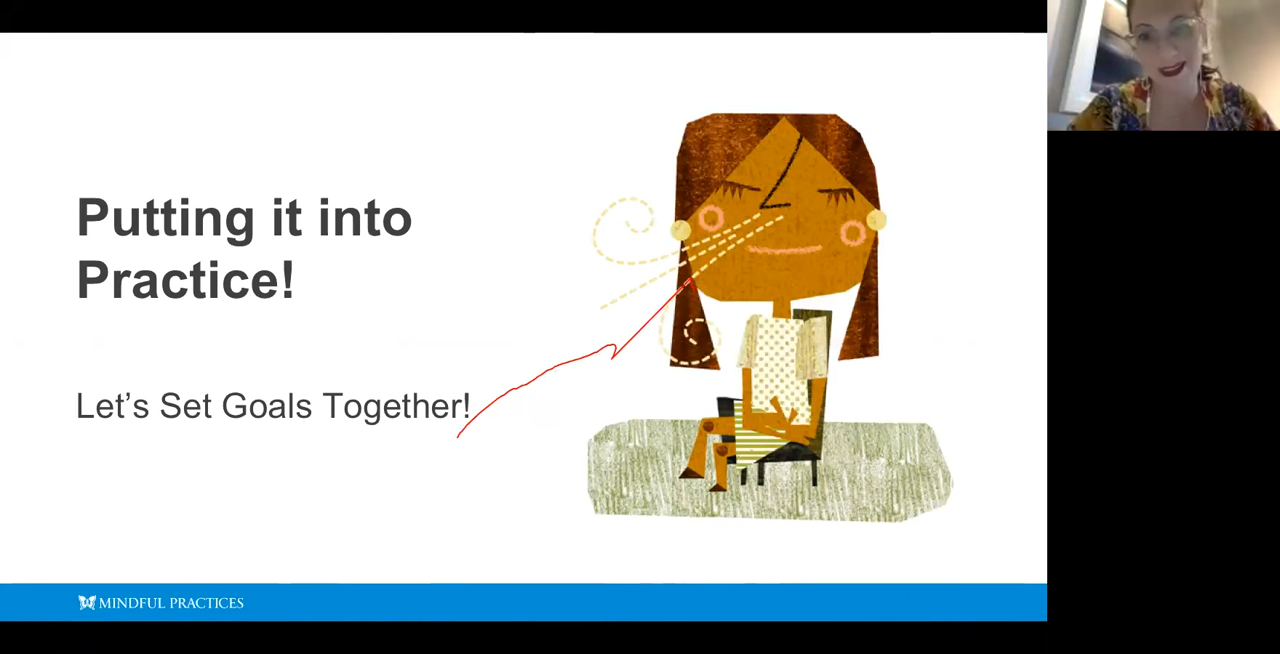 Putting it into
Practice!
Let’s Set Goals Together!
MINDFUL PRACTICES